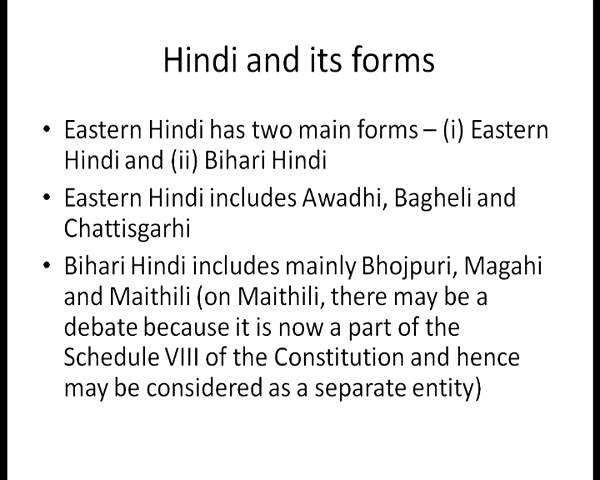 Hindi and its forms
• Eastern Hindi has two main forms – (i) Eastern
Hindi and (ii) Bihari Hindi
• Eastern Hindi includes Awadhi, Bagheli and
Chattisgarhi
• Bihari Hindi includes mainly Bhojpuri, Magahi
and Maithili (on Maithili, there may be a
debate because it is now a part of the
Schedule VIII of the Constitution and hence
may be considered as a separate entity)